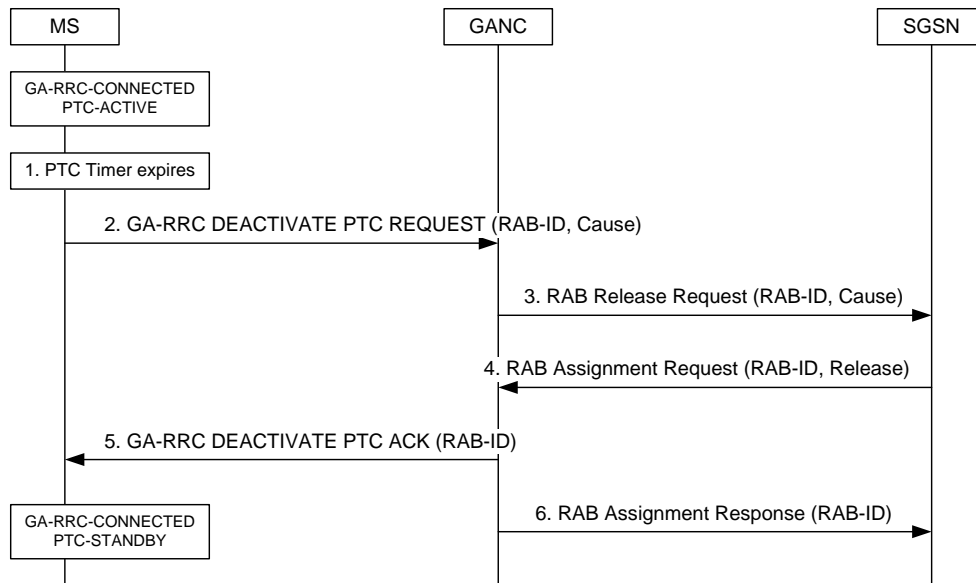 MS
GANC
SGSN
GA-RRC-CONNECTED
PTC-ACTIVE
1. PTC Timer expires
2. GA-RRC DEACTIVATE PTC REQUEST (RAB-ID, Cause)
3. RAB Release Request (RAB-ID, Cause)
4. RAB Assignment Request (RAB-ID, Release)
5. GA-RRC DEACTIVATE PTC ACK (RAB-ID)
GA-RRC-CONNECTED
PTC-STANDBY
6. RAB Assignment Response (RAB-ID)